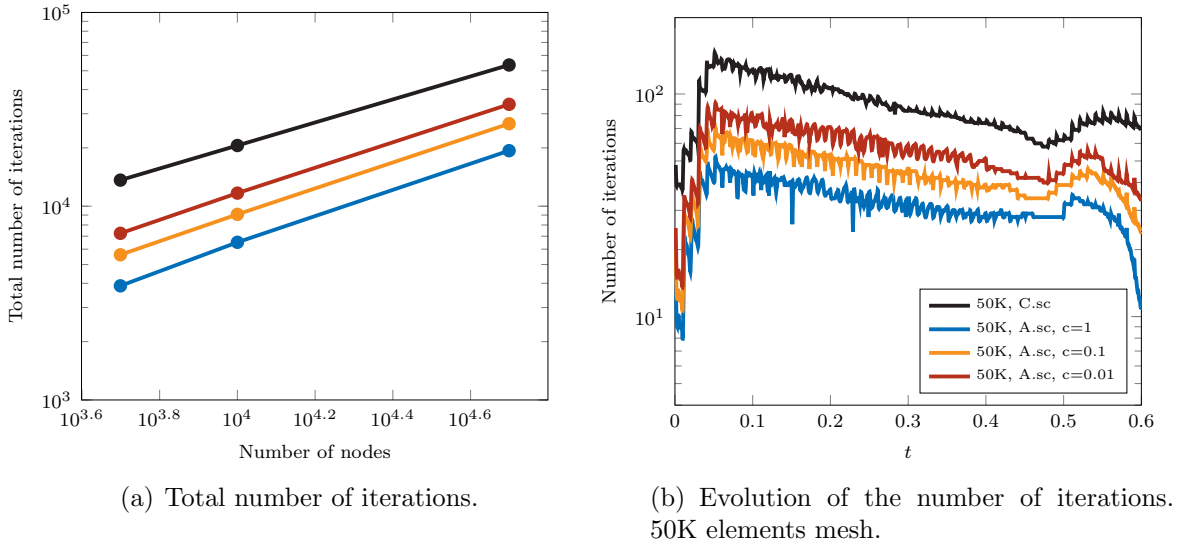 10^5
10^4
10^3
Total number of iterations
10^3.6
10^3.8
10^4
10^4.2
10^4.4
10^4.6
Number of nodes
(a) Total number of iterations.
10^2
10^1
Number of iterations
50K, C.sc
50K, A.sc, c=1
50K, A.sc, c=0.1
50K, A.sc, c=0.01
0
0.1
0.2
0.3
0.4
0.5
0.6
t
(b) Evolution of the number of iterations.
50K elements mesh.